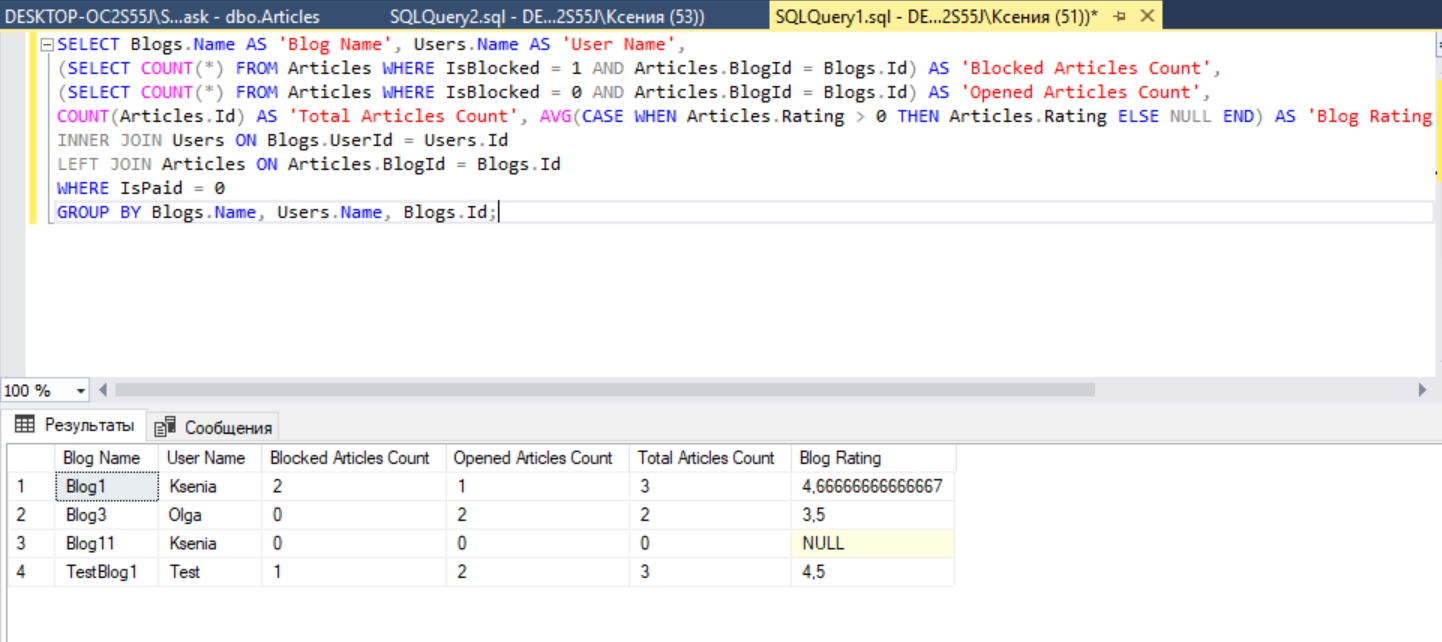 DESKTOP-OC2S55J\S...ask - dbo.Articles SQLQuery2.sql - DE...2S55J\Ксения (53)) SQLQuery1.sql - DE...2S55J\Ксения (51))*
SELECT Blogs.Name AS 'Blog Name', Users.Name AS 'User Name',
(SELECT COUNT(*) FROM Articles WHERE IsBlocked = 1 AND Articles.BlogId = Blogs.Id) AS 'Blocked Articles Count',
(SELECT COUNT(*) FROM Articles WHERE IsBlocked = 0 AND Articles.BlogId = Blogs.Id) AS 'Opened Articles Count',
COUNT(Articles.Id) AS 'Total Articles Count', AVG(CASE WHEN Articles.Rating > 0 THEN Articles.Rating ELSE NULL END) AS 'Blog Rating
INNER JOIN Users ON Blogs.UserId = Users.Id
LEFT JOIN Articles ON Articles.BlogId = Blogs.Id
WHERE IsPaid = 0
GROUP BY Blogs.Name, Users.Name, Blogs.Id;
100 %
Результаты Сообщения
Blog Name User Name Blocked Articles Count Opened Articles Count Total Articles Count Blog Rating
1 Blog1 Ksenia 2 1 3 4,66666666666667
2 Blog3 Olga 0 2 2 3,5
3 Blog11 Ksenia 0 0 0 NULL
4 TestBlog1 Test 1 2 3 4,5